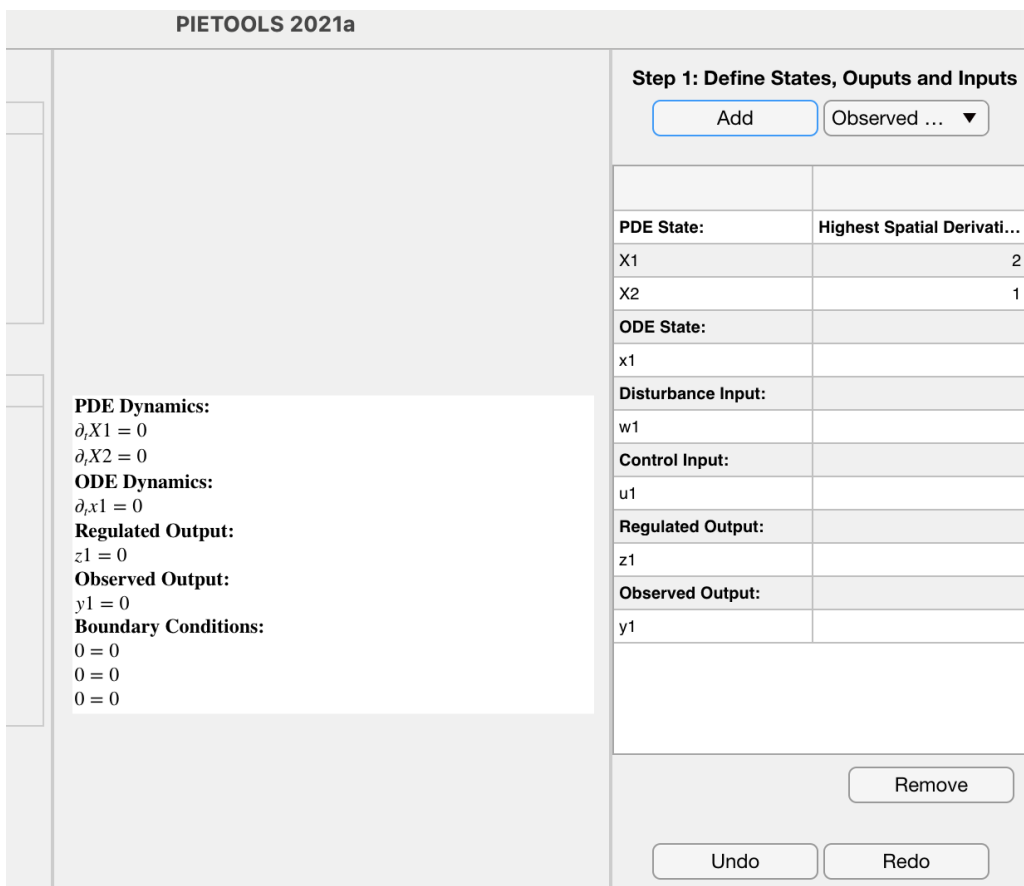 PIETOOLS 2021a
PDE Dynamics:
∂ₜX1 = 0
∂ₜX2 = 0
ODE Dynamics:
∂ₜx1 = 0
Regulated Output:
z1 = 0
Observed Output:
y1 = 0
Boundary Conditions:
0 = 0
0 = 0
0 = 0
Step 1: Define States, Ouputs and Inputs
Add Observed ... ▼
PDE State: Highest Spatial Derivati...
X1 2
X2 1
ODE State:
x1
Disturbance Input:
w1
Control Input:
u1
Regulated Output:
z1
Observed Output:
y1
Remove
Undo Redo